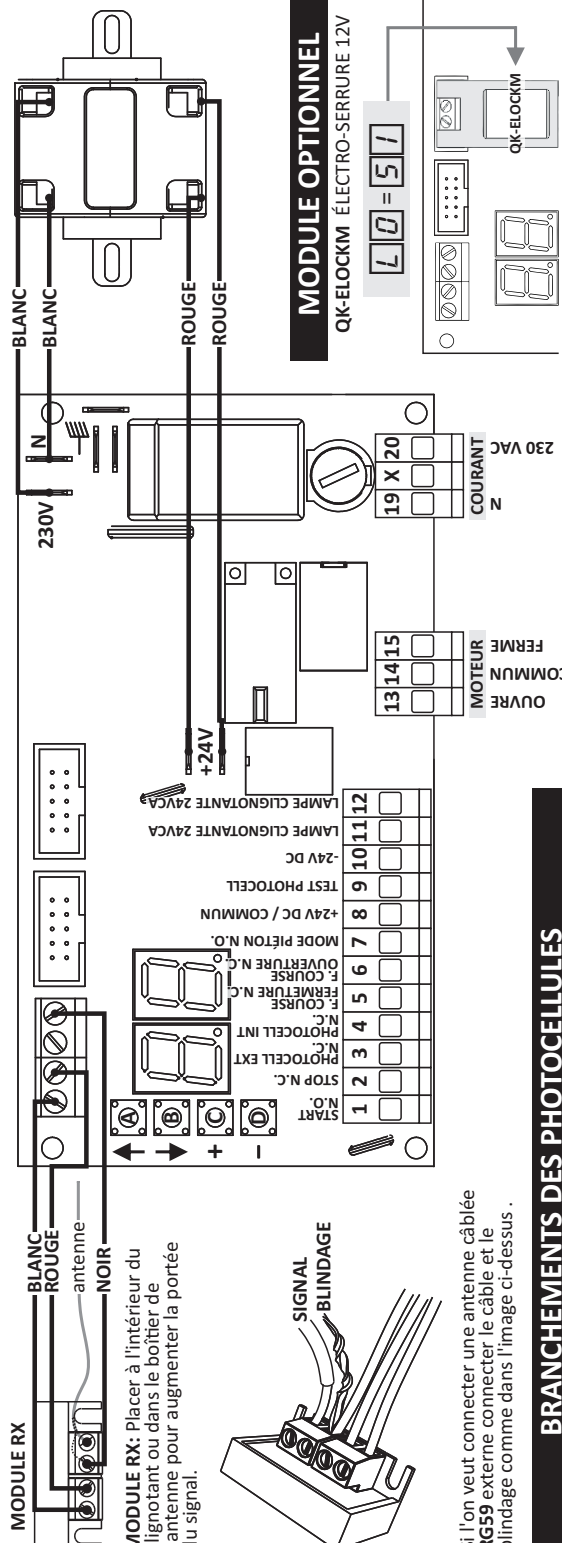 MODULE RX
BLANC
ROUGE
antenne
NOIR
MODULE RX: Placer à l'intérieur du
lignotant ou dans le boîtier de
antenne pour augmenter la portée
du signal.
SIGNAL
BLINDAGE
i l'on veut connecter une antenne câblée
RG59 externe connecter le câble et le
blindage comme dans l'image ci-dessus .
A
B
C
D
+
−
START N.O.
STOP N.C.
PHOTOCELL EXT N.C.
PHOTOCELL INT N.C.
F. COURSE FERMETURE N.C.
F. COURSE OUVERTURE N.C.
MODE PIÉTON N.O.
+24V DC / COMMUN
TEST PHOTOCELL
-24V DC
LAMPE CLIGNOTANTE 24VCA
LAMPE CLIGNOTANTE 24VCA
1 2 3 4 5 6 7 8 9 10 11 12
+24V
230V
N
13 14 15
MOTEUR
OUVRE
COMMUN
FERME
19 X 20
COURANT
N
230 VAC
BLANC
BLANC
ROUGE
ROUGE
MODULE OPTIONNEL
QK-ELOCKM ÉLECTRO-SERRURE 12V
L0=51
QK-ELOCKM
BRANCHEMENTS DES PHOTOCELLULES